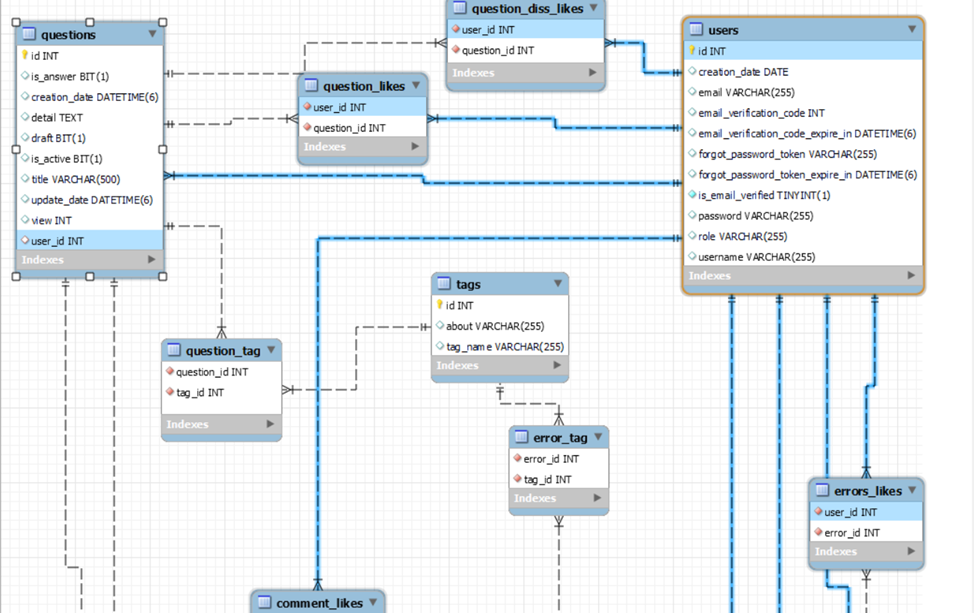 question_diss_likes
user_id INT
question_id INT
Indexes
questions
id INT
is_answer BIT(1)
creation_date DATETIME(6)
detail TEXT
draft BIT(1)
is_active BIT(1)
title VARCHAR(500)
update_date DATETIME(6)
view INT
user_id INT
Indexes
question_likes
user_id INT
question_id INT
Indexes
users
id INT
creation_date DATE
email VARCHAR(255)
email_verification_code INT
email_verification_code_expire_in DATETIME(6)
forgot_password_token VARCHAR(255)
forgot_password_token_expire_in DATETIME(6)
is_email_verified TINYINT(1)
password VARCHAR(255)
role VARCHAR(255)
username VARCHAR(255)
Indexes
tags
id INT
about VARCHAR(255)
tag_name VARCHAR(255)
Indexes
question_tag
question_id INT
tag_id INT
Indexes
error_tag
error_id INT
tag_id INT
Indexes
errors_likes
user_id INT
error_id INT
Indexes
comment_likes